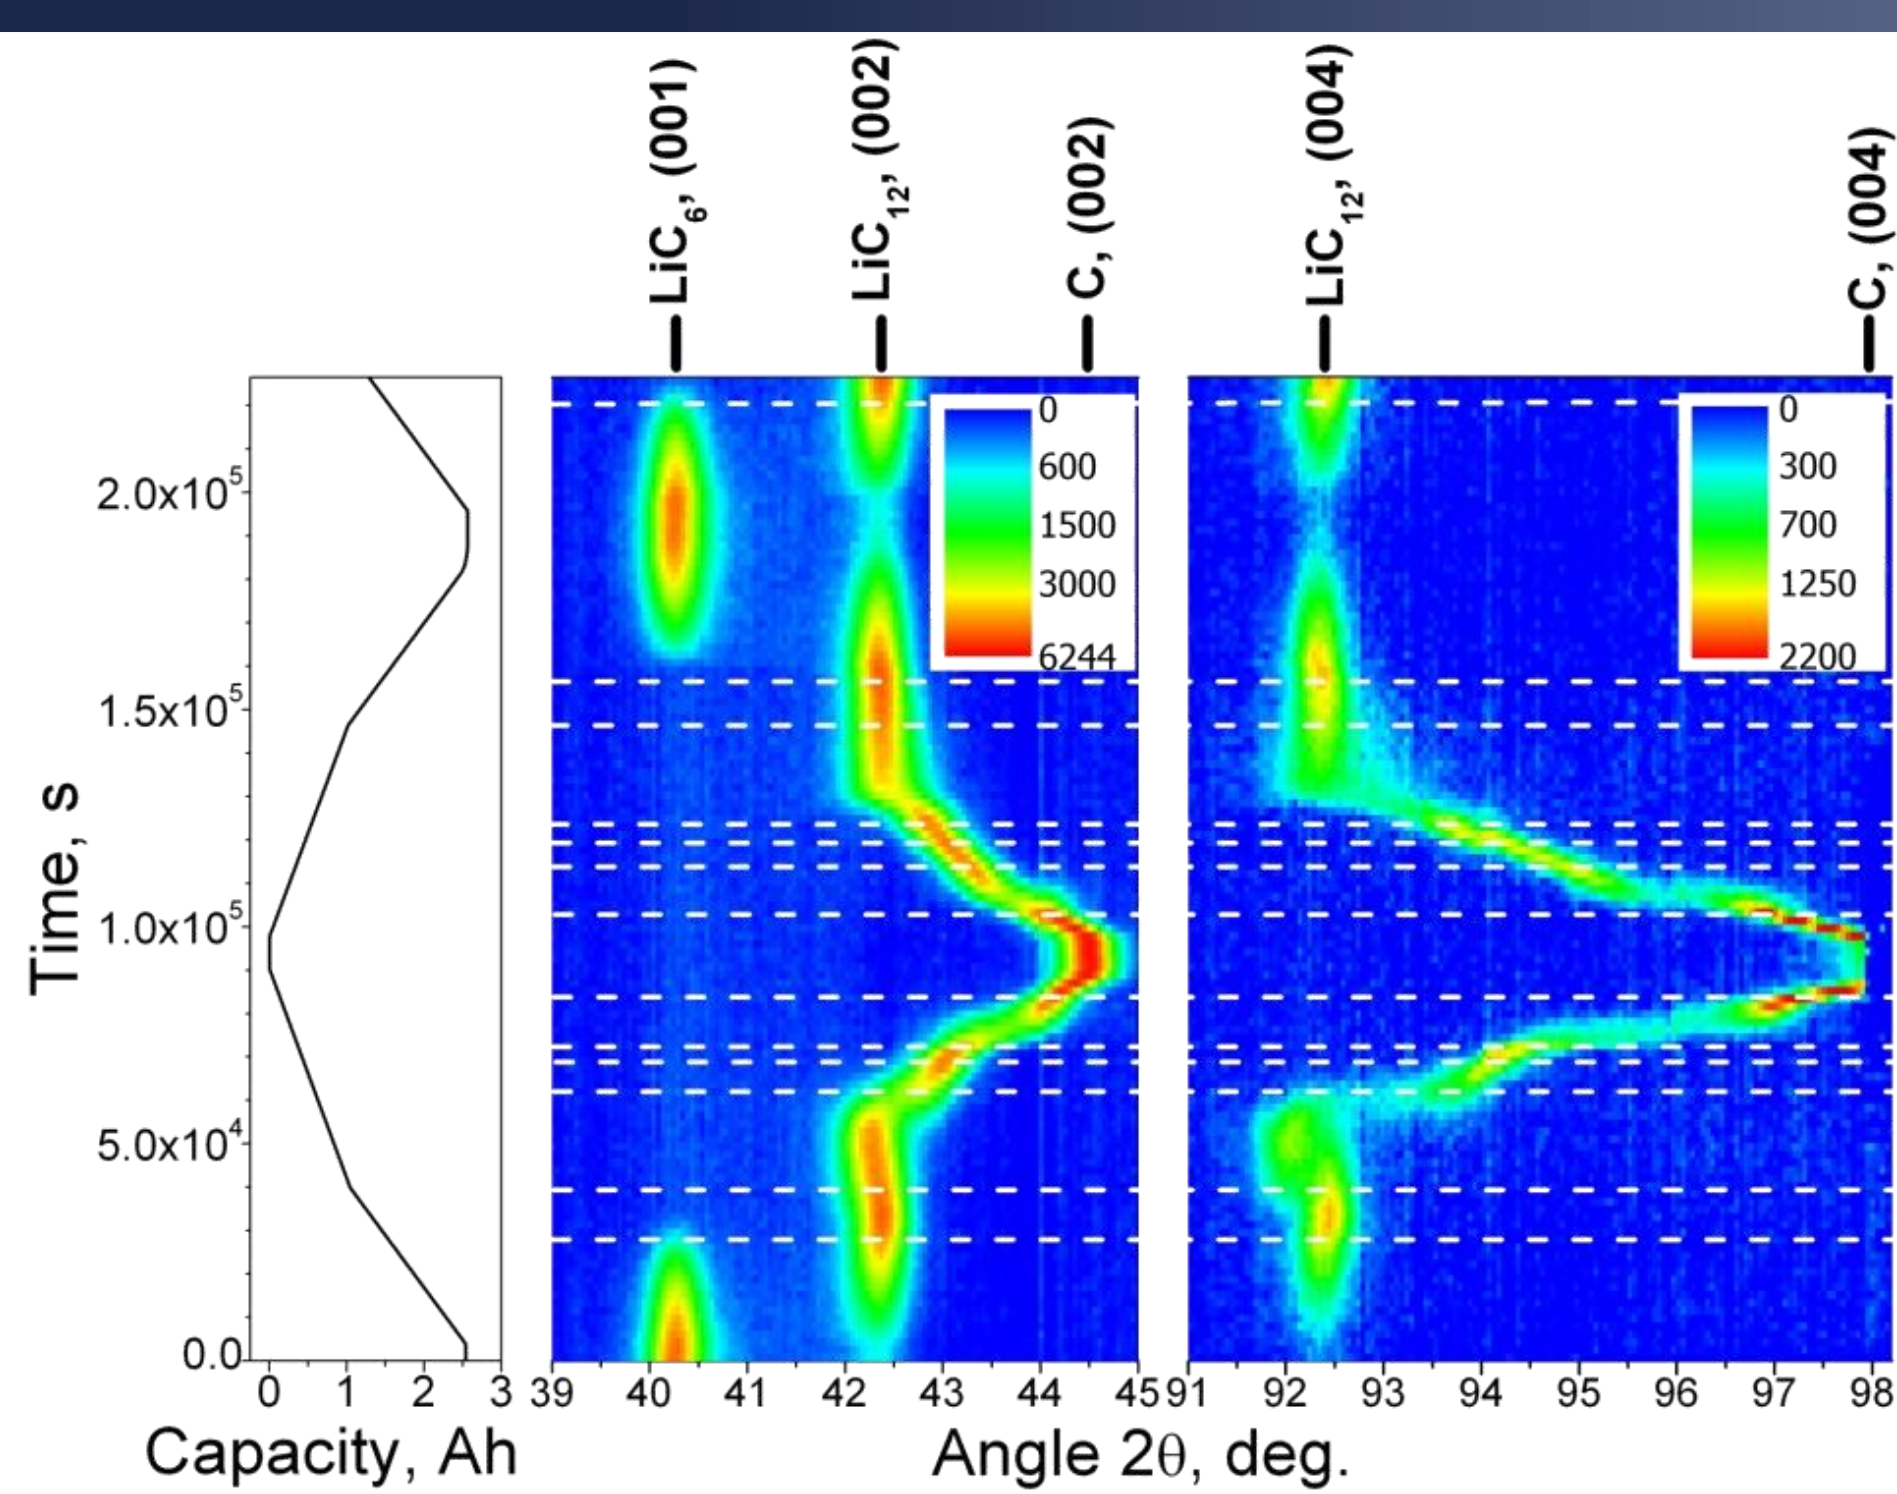 LiC6, (001)
LiC12, (002)
C, (002)
LiC12, (004)
C, (004)
0
600
1500
3000
6244
0
300
700
1250
2200
Time, s
2.0x10^5
1.5x10^5
1.0x10^5
5.0x10^4
0.0
0 1 2 3
39 40 41 42 43 44 45
91 92 93 94 95 96 97 98
Capacity, Ah
Angle 2θ, deg.